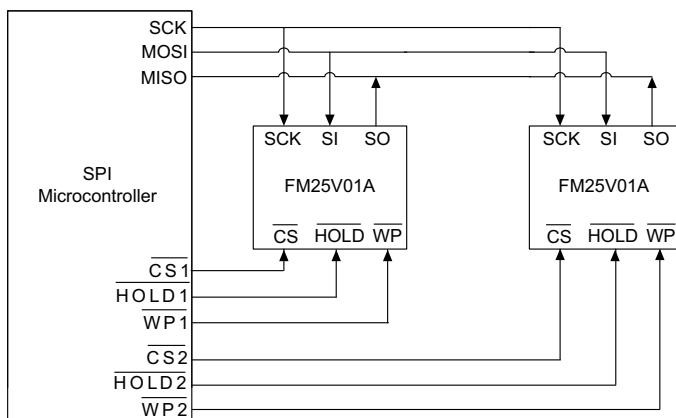 SCK
MOSI
MISO
SCK SI SO
SCK SI SO
SPI
Microcontroller
FM25V01A
FM25V01A
CS HOLD WP
CS HOLD WP
CS1
HOLD1
WP1
CS2
HOLD2
WP2